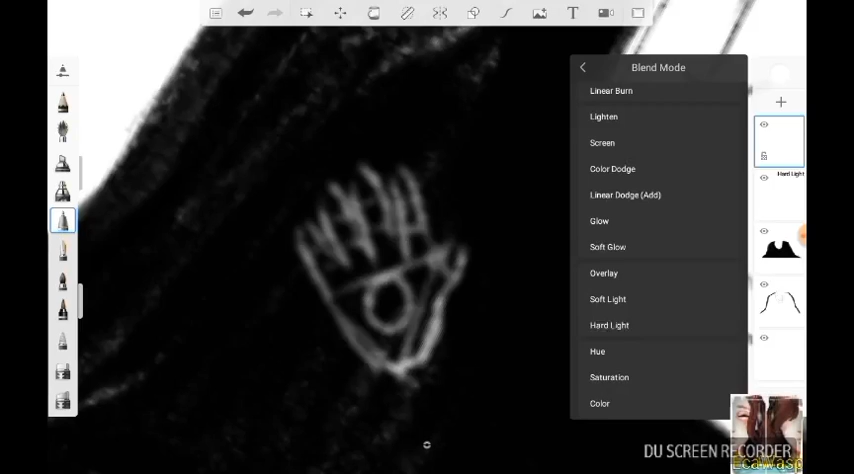 Blend Mode
Linear Burn
Lighten
Screen
Color Dodge
Linear Dodge (Add)
Glow
Soft Glow
Overlay
Soft Light
Hard Light
Hue
Saturation
Color
Hard Light
DU SCREEN RECORDER